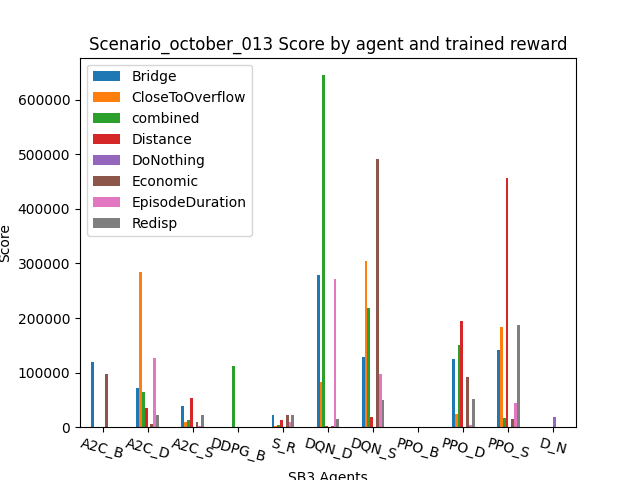 Scenario_october_013 Score by agent and trained reward
Bridge
CloseToOverflow
combined
Distance
DoNothing
Economic
EpisodeDuration
Redisp
Score
600000
500000
400000
300000
200000
100000
0
A2C_B A2C_D A2C_S DDPG_B S_R DQN_D DQN_S PPO_B PPO_D PPO_S D_N
SB3 Agents